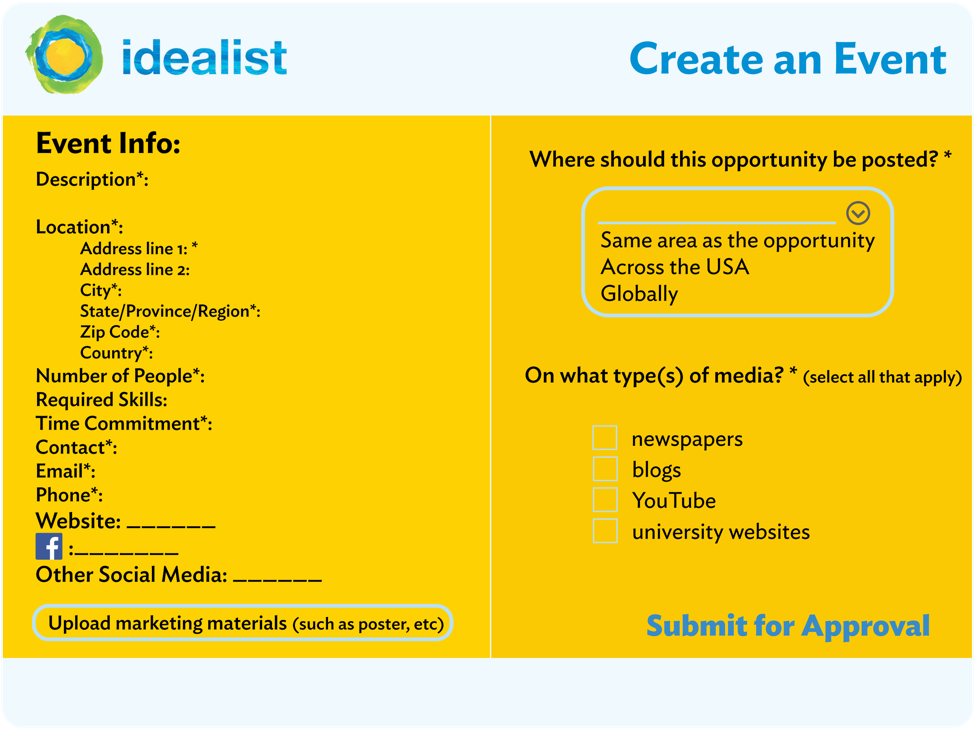 idealist
Create an Event
Event Info:
Description*:
Location*:
Address line 1: *
Address line 2:
City*:
State/Province/Region*:
Zip Code*:
Country*:
Number of People*:
Required Skills:
Time Commitment*:
Contact*:
Email*:
Phone*:
Website: ______
f :_______
Other Social Media: ______
Upload marketing materials (such as poster, etc)
Where should this opportunity be posted? *
Same area as the opportunity
Across the USA
Globally
On what type(s) of media? * (select all that apply)
newspapers
blogs
YouTube
university websites
Submit for Approval